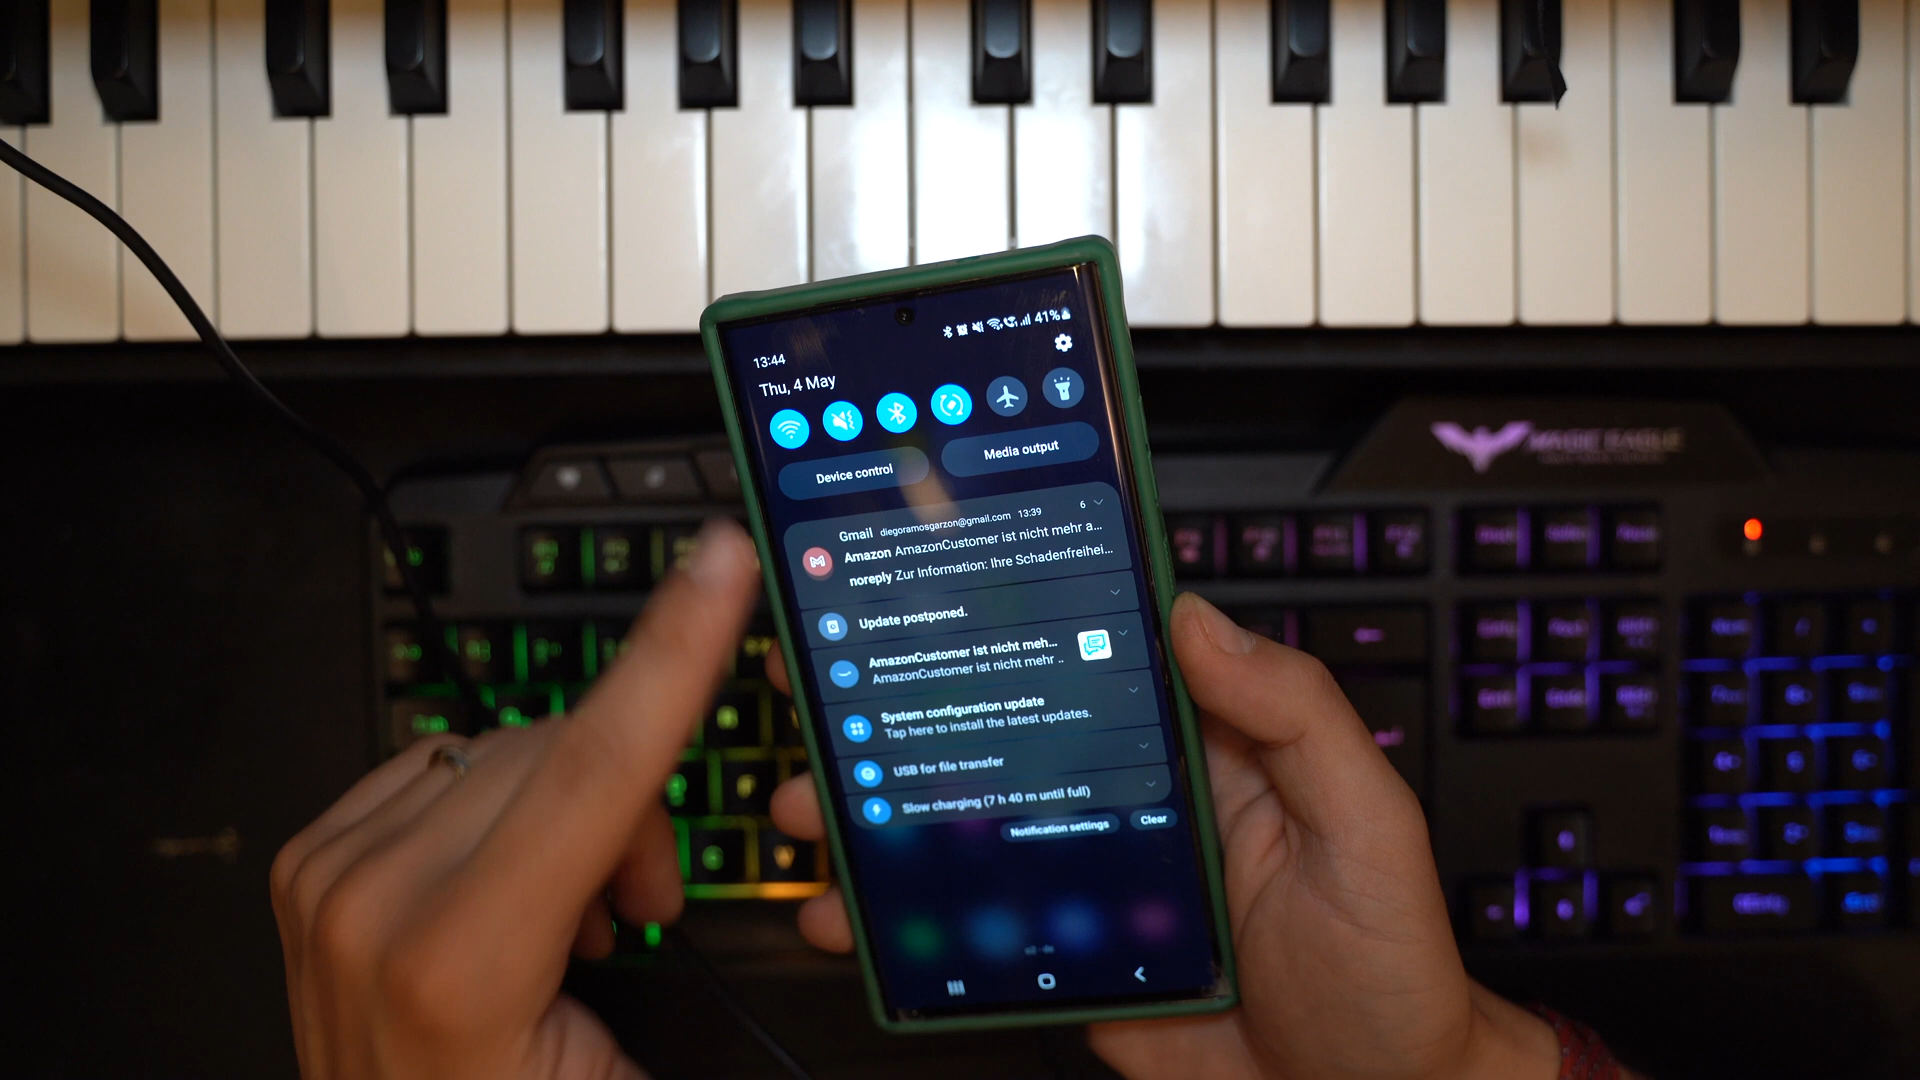 41%
13:44
Thu, 4 May
Device control
Media output
Gmail diegoramosgarzon@gmail.com 13:39 6
Amazon AmazonCustomer ist nicht mehr a...
noreply Zur Information: Ihre Schadenfreihei...
Update postponed.
AmazonCustomer ist nicht meh...
AmazonCustomer ist nicht mehr ..
System configuration update
Tap here to install the latest updates.
USB for file transfer
Slow charging (7 h 40 m until full)
Notification settings
Clear
MAGIC EAGLE
W